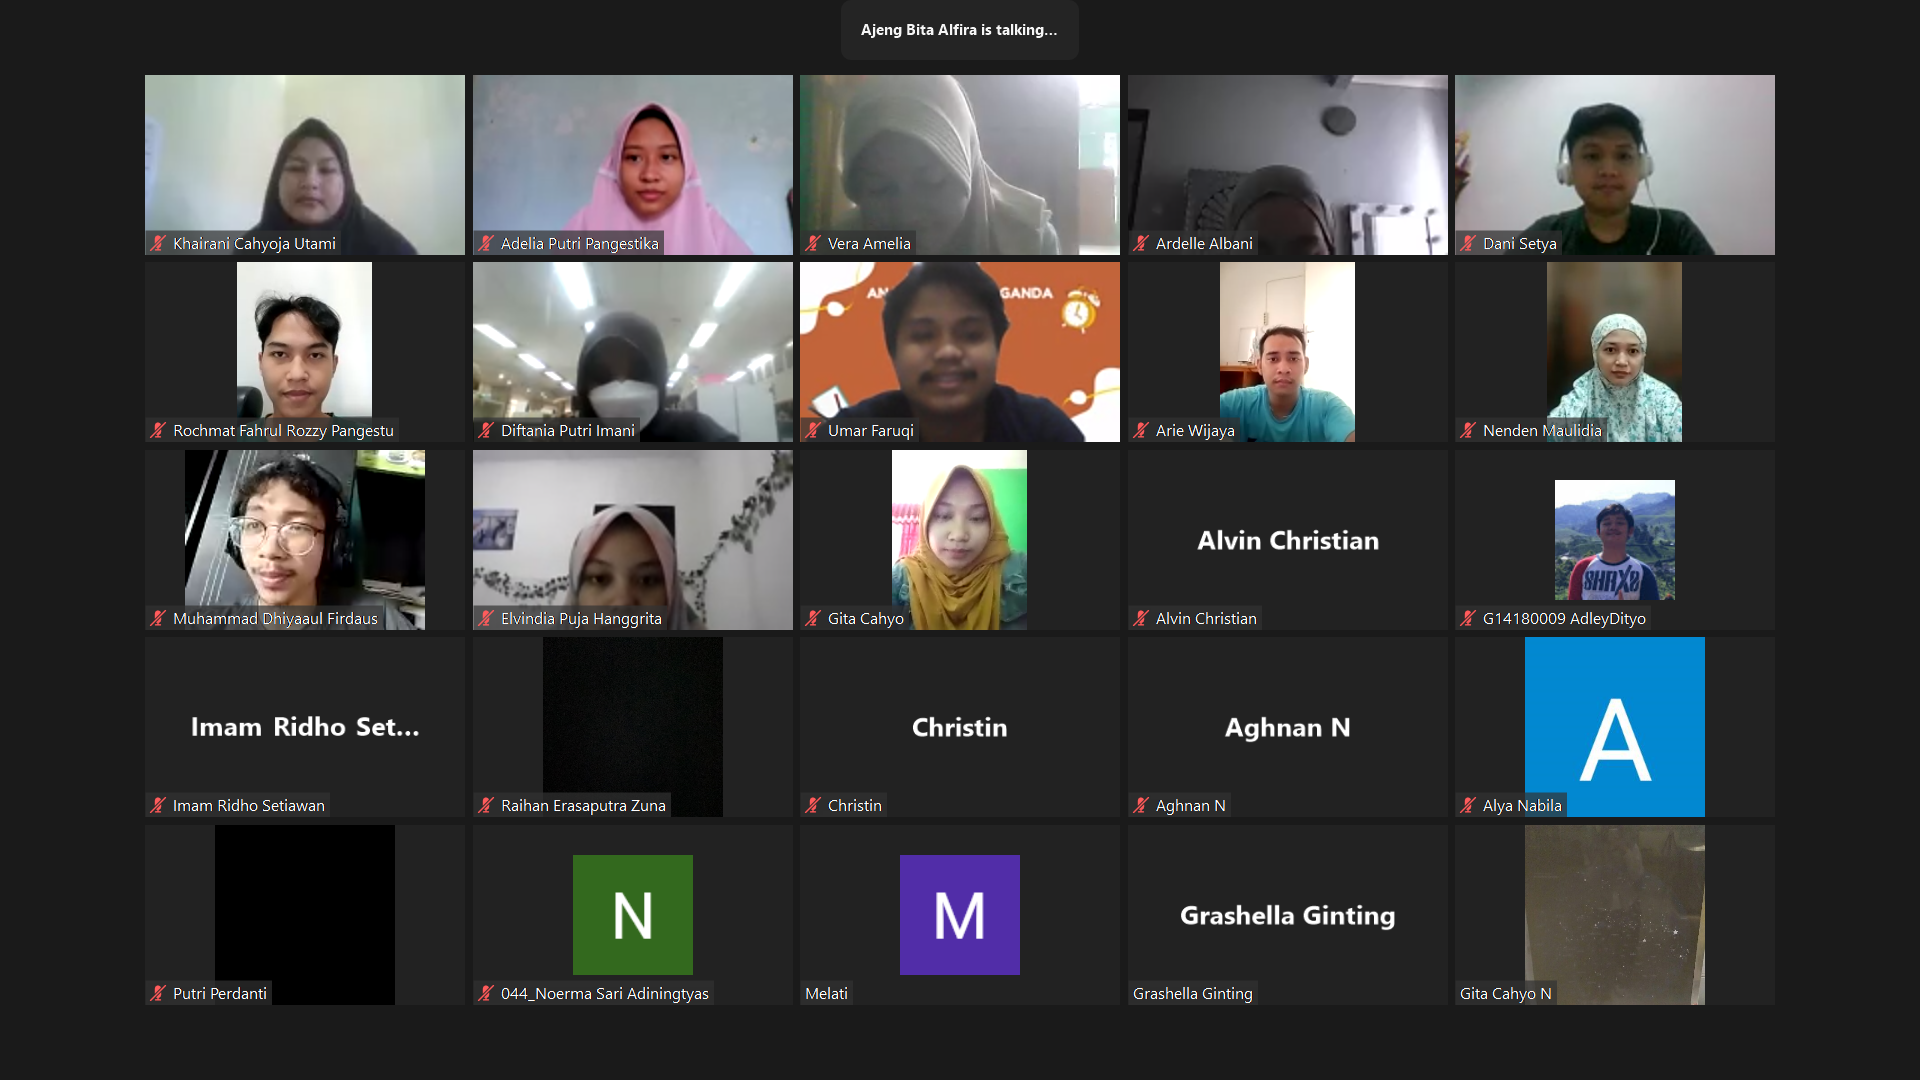 Ajeng Bita Alfira is talking...
Khairani Cahyoja Utami
Adelia Putri Pangestika
Vera Amelia
Ardelle Albani
Dani Setya
AN
GANDA
Rochmat Fahrul Rozzy Pangestu
Diftania Putri Imani
Umar Faruqi
Arie Wijaya
Nenden Maulidia
Alvin Christian
Muhammad Dhiyaaul Firdaus
Elvindia Puja Hanggrita
Gita Cahyo
Alvin Christian
G14180009 AdleyDityo
Imam Ridho Set...
Christin
Aghnan N
A
Imam Ridho Setiawan
Raihan Erasaputra Zuna
Christin
Aghnan N
Alya Nabila
N
M
Grashella Ginting
Putri Perdanti
044_Noerma Sari Adiningtyas
Melati
Grashella Ginting
Gita Cahyo N